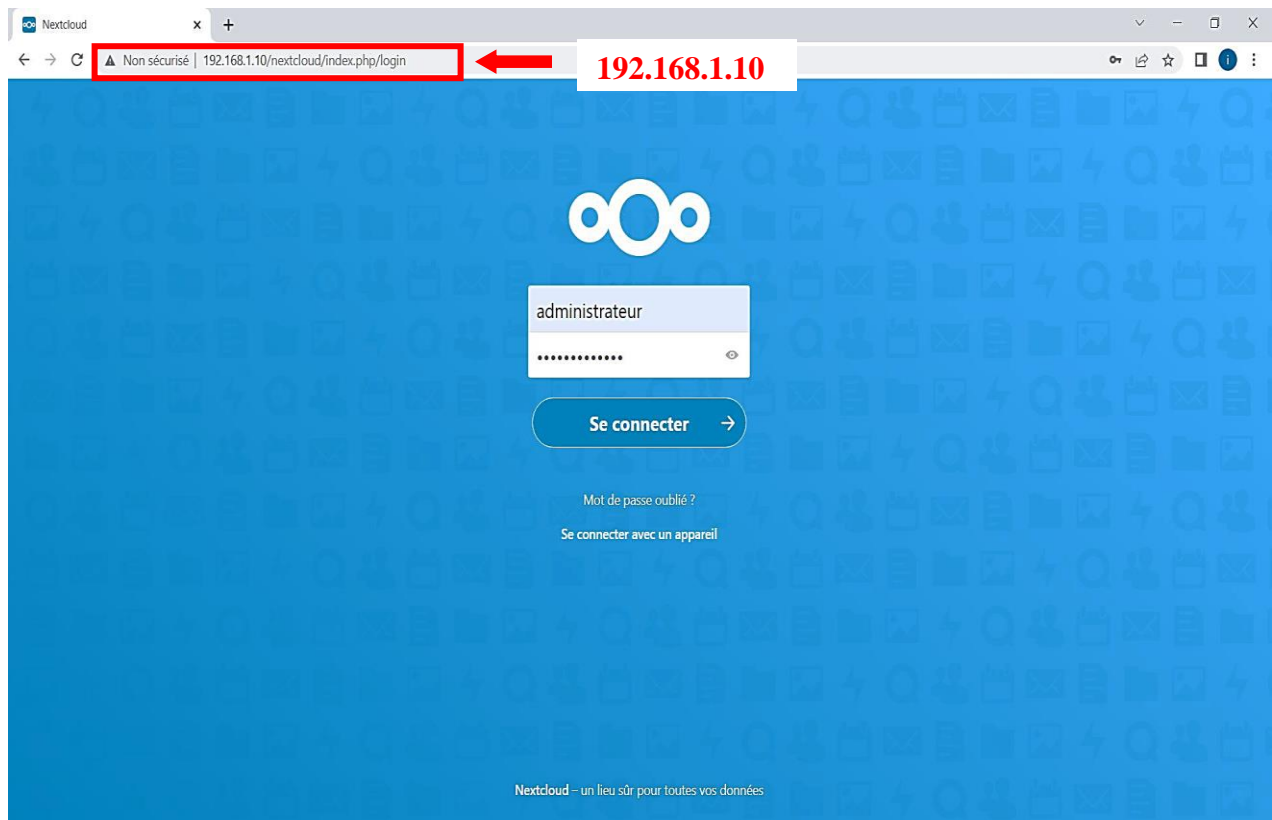 Nextcloud
Non sécurisé | 192.168.1.10/nextcloud/index.php/login
192.168.1.10
administrateur
Se connecter
Mot de passe oublié ?
Se connecter avec un appareil
Nextcloud – un lieu sûr pour toutes vos données